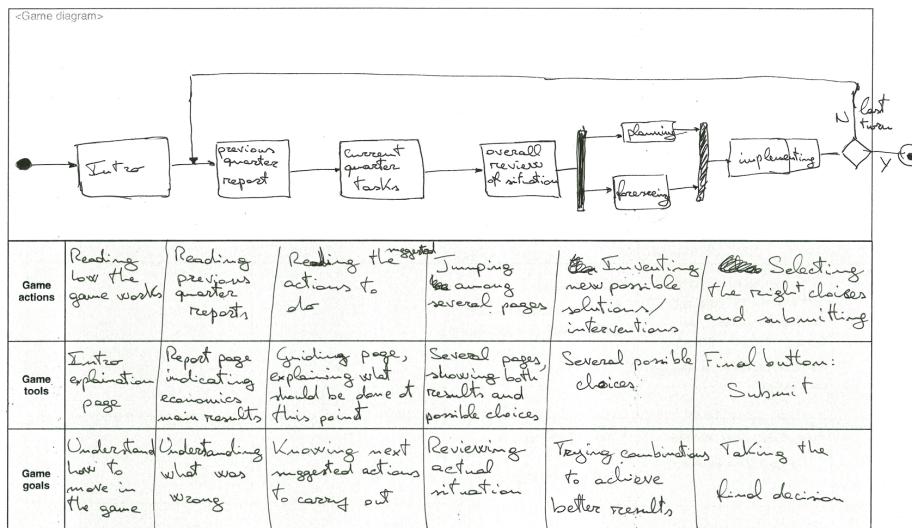 <Game diagram>
Intro
previous
quarter
report
current
quarter
tasks
overall
review
of situation
planning
foreseeing
implementing
N
last
turn
Y
Game
actions
Reading
how the
game works
Reading
previous
quarter
reports
Reading the suggested
actions to
do
Jumping
among
several pages
Inventing
new possible
solutions/
interventions
Selecting
the right choices
and submitting
Game
tools
Intro
explaination
page
Report page
indicating
economics
main results
Guiding page,
explaining what
should be done at
this point
Several pages,
showing both
results and
possible choices
Several possible
choices
Final button:
Submit
Game
goals
Understand
how to
move in
the game
Understanding
what was
wrong
Knowing next
suggested actions
to carry out
Reviewing
actual
situation
Trying combinations
to achieve
better results
Taking the
final decision